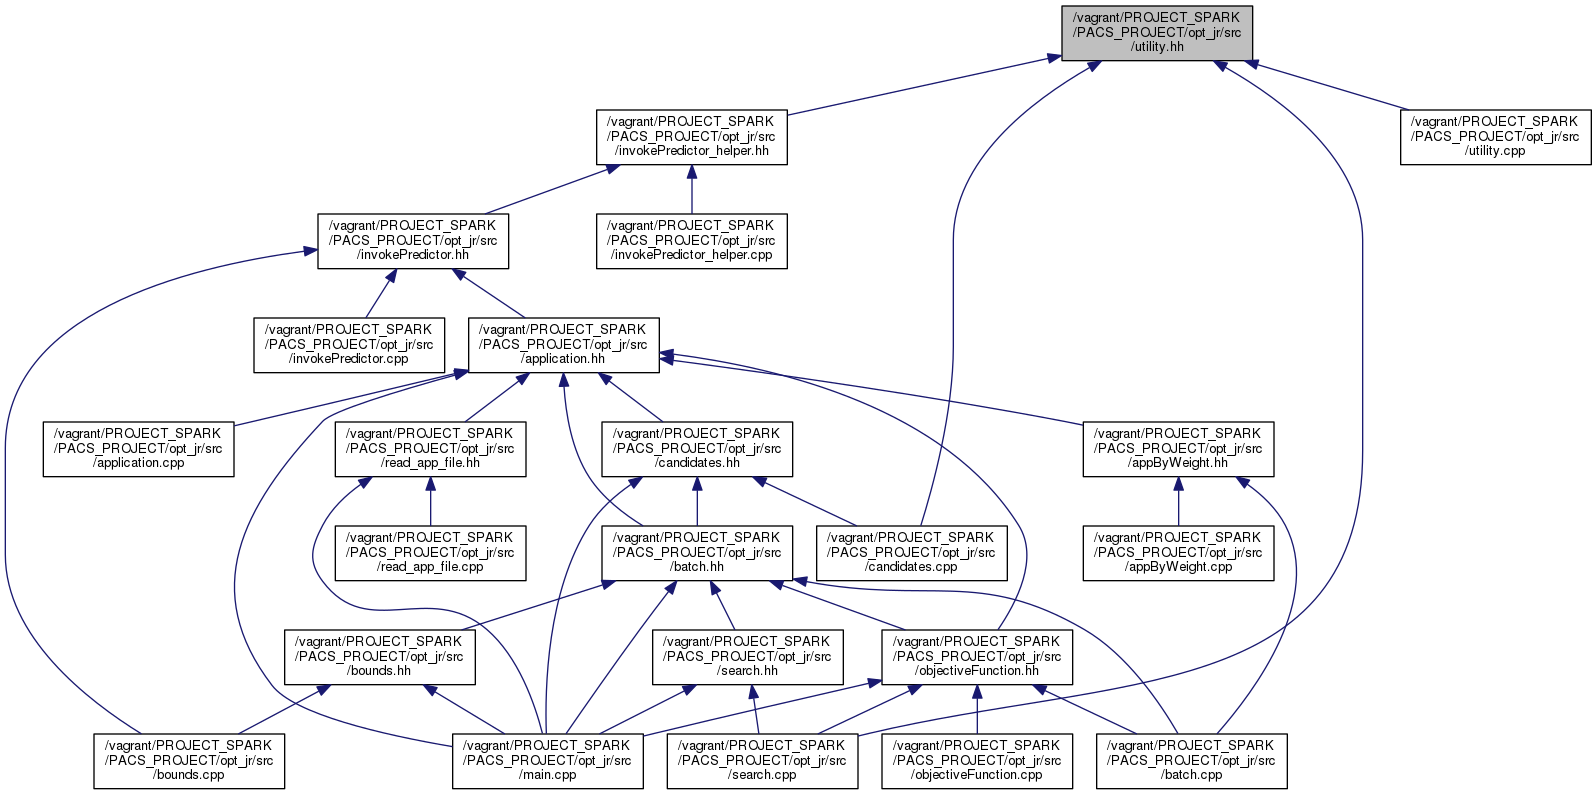 /vagrant/PROJECT_SPARK
/PACS_PROJECT/opt_jr/src
/utility.hh
/vagrant/PROJECT_SPARK
/PACS_PROJECT/opt_jr/src
/invokePredictor_helper.hh
/vagrant/PROJECT_SPARK
/PACS_PROJECT/opt_jr/src
/utility.cpp
/vagrant/PROJECT_SPARK
/PACS_PROJECT/opt_jr/src
/invokePredictor.hh
/vagrant/PROJECT_SPARK
/PACS_PROJECT/opt_jr/src
/invokePredictor_helper.cpp
/vagrant/PROJECT_SPARK
/PACS_PROJECT/opt_jr/src
/invokePredictor.cpp
/vagrant/PROJECT_SPARK
/PACS_PROJECT/opt_jr/src
/application.hh
/vagrant/PROJECT_SPARK
/PACS_PROJECT/opt_jr/src
/application.cpp
/vagrant/PROJECT_SPARK
/PACS_PROJECT/opt_jr/src
/read_app_file.hh
/vagrant/PROJECT_SPARK
/PACS_PROJECT/opt_jr/src
/candidates.hh
/vagrant/PROJECT_SPARK
/PACS_PROJECT/opt_jr/src
/appByWeight.hh
/vagrant/PROJECT_SPARK
/PACS_PROJECT/opt_jr/src
/read_app_file.cpp
/vagrant/PROJECT_SPARK
/PACS_PROJECT/opt_jr/src
/batch.hh
/vagrant/PROJECT_SPARK
/PACS_PROJECT/opt_jr/src
/candidates.cpp
/vagrant/PROJECT_SPARK
/PACS_PROJECT/opt_jr/src
/appByWeight.cpp
/vagrant/PROJECT_SPARK
/PACS_PROJECT/opt_jr/src
/bounds.hh
/vagrant/PROJECT_SPARK
/PACS_PROJECT/opt_jr/src
/search.hh
/vagrant/PROJECT_SPARK
/PACS_PROJECT/opt_jr/src
/objectiveFunction.hh
/vagrant/PROJECT_SPARK
/PACS_PROJECT/opt_jr/src
/bounds.cpp
/vagrant/PROJECT_SPARK
/PACS_PROJECT/opt_jr/src
/main.cpp
/vagrant/PROJECT_SPARK
/PACS_PROJECT/opt_jr/src
/search.cpp
/vagrant/PROJECT_SPARK
/PACS_PROJECT/opt_jr/src
/objectiveFunction.cpp
/vagrant/PROJECT_SPARK
/PACS_PROJECT/opt_jr/src
/batch.cpp